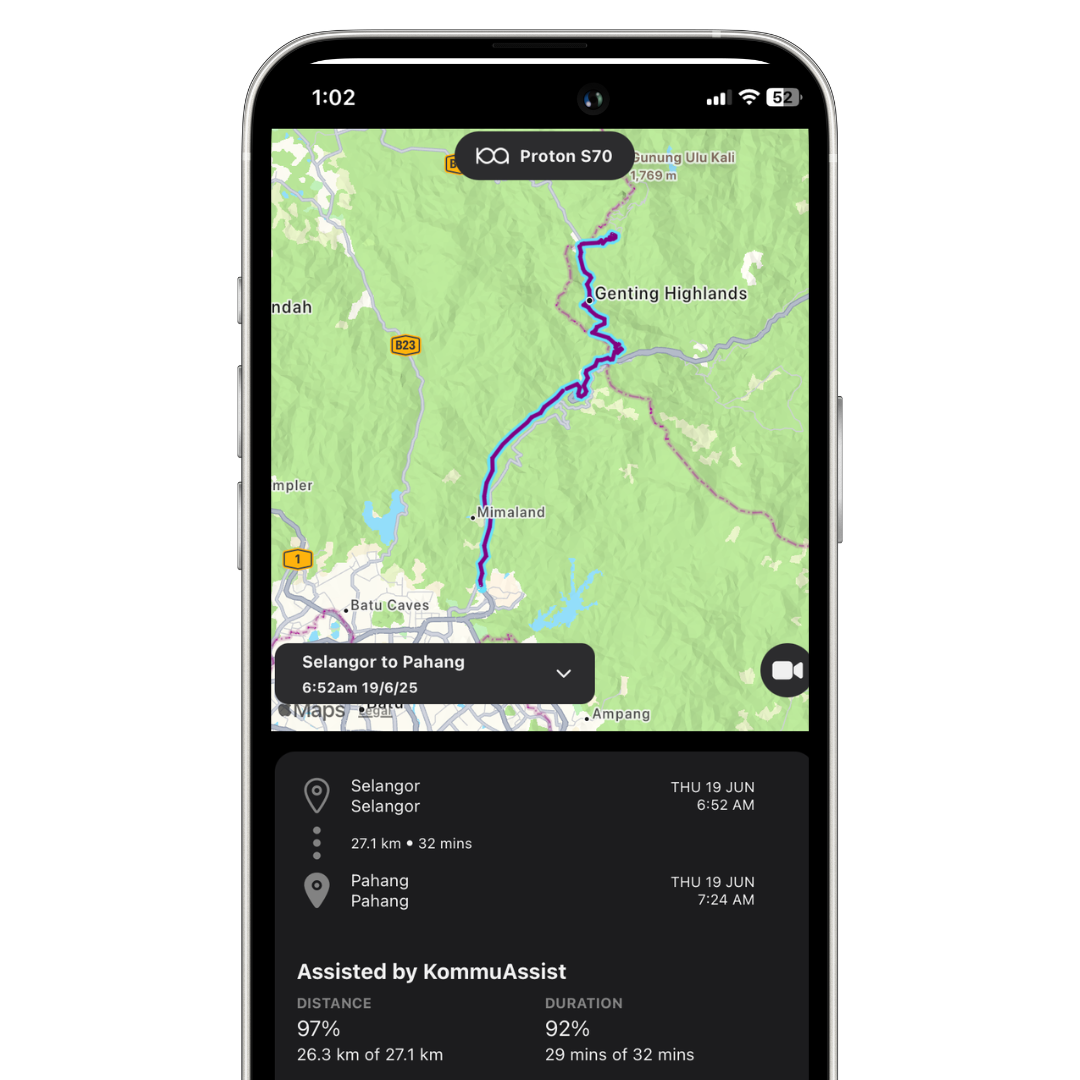 1:02
52
Proton S70
B
Gunung Ulu Kali
1,769 m
Genting Highlands
ndah
B23
mpler
Mimaland
1
Batu Caves
Selangor to Pahang
6:52am 19/6/25
Maps
Batu
Legal
Ampang
Selangor
Selangor
THU 19 JUN
6:52 AM
27.1 km • 32 mins
Pahang
Pahang
THU 19 JUN
7:24 AM
Assisted by KommuAssist
DISTANCE
DURATION
97%
92%
26.3 km of 27.1 km
29 mins of 32 mins